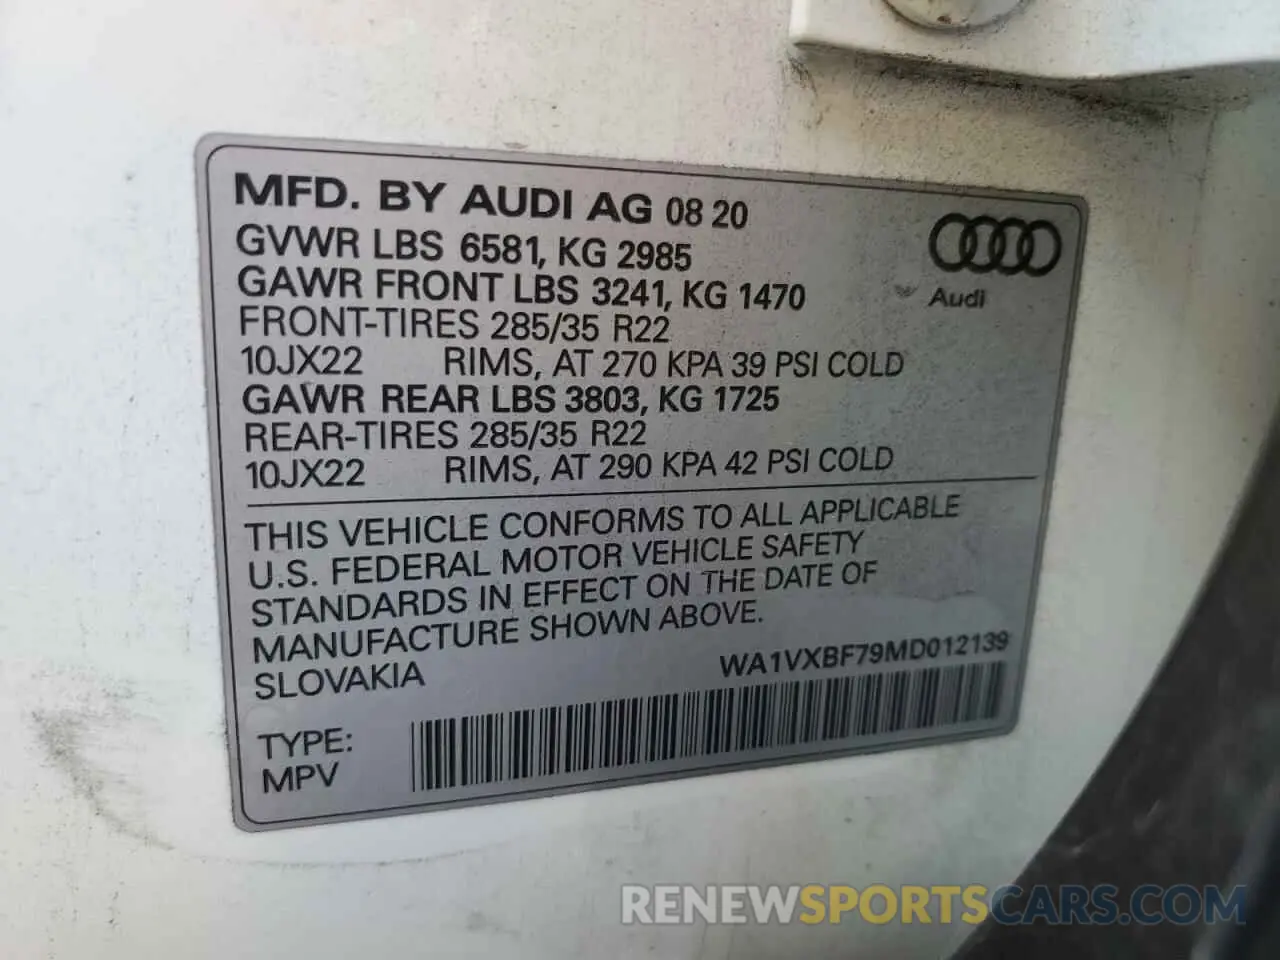 MFD. BY AUDI AG 08 20
GVWR LBS 6581, KG 2985
GAWR FRONT LBS 3241, KG 1470
FRONT-TIRES 285/35 R22
10JX22 RIMS, AT 270 KPA 39 PSI COLD
GAWR REAR LBS 3803, KG 1725
REAR-TIRES 285/35 R22
10JX22 RIMS, AT 290 KPA 42 PSI COLD
Audi
THIS VEHICLE CONFORMS TO ALL APPLICABLE
U.S. FEDERAL MOTOR VEHICLE SAFETY
STANDARDS IN EFFECT ON THE DATE OF
MANUFACTURE SHOWN ABOVE.
SLOVAKIA
WA1VXBF79MD012139
TYPE:
MPV
RENEWSPORTSCARS.COM